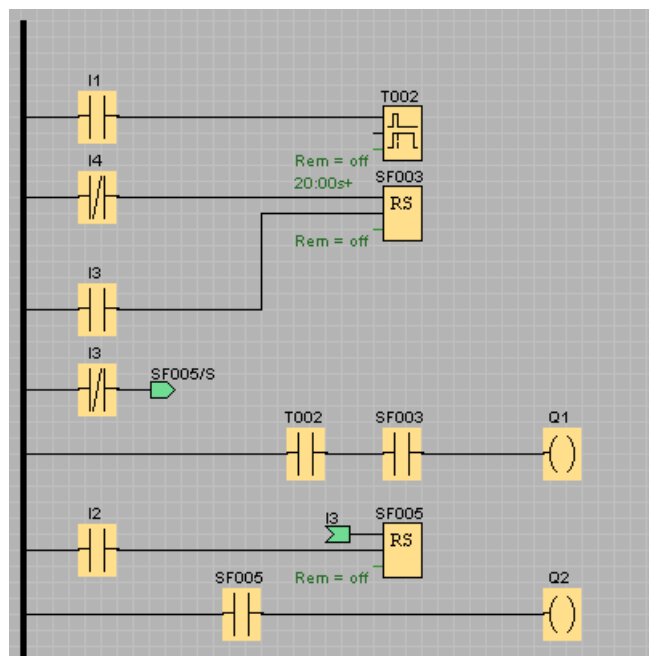 I1
T002
Rem = off
20:00s+
I4
SF003
RS
Rem = off
I3
I3
SF005/S
T002
SF003
Q1
I2
I3
SF005
RS
Rem = off
SF005
Q2